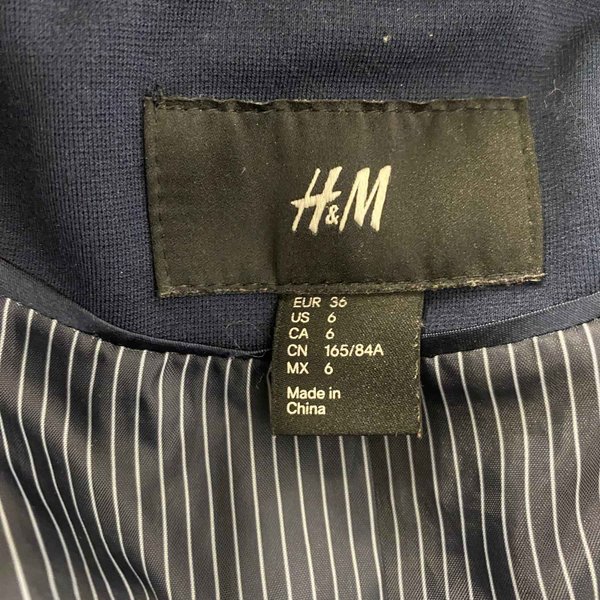 H&M
EUR 36
US 6
CA 6
CN 165/84A
MX 6
Made in
China